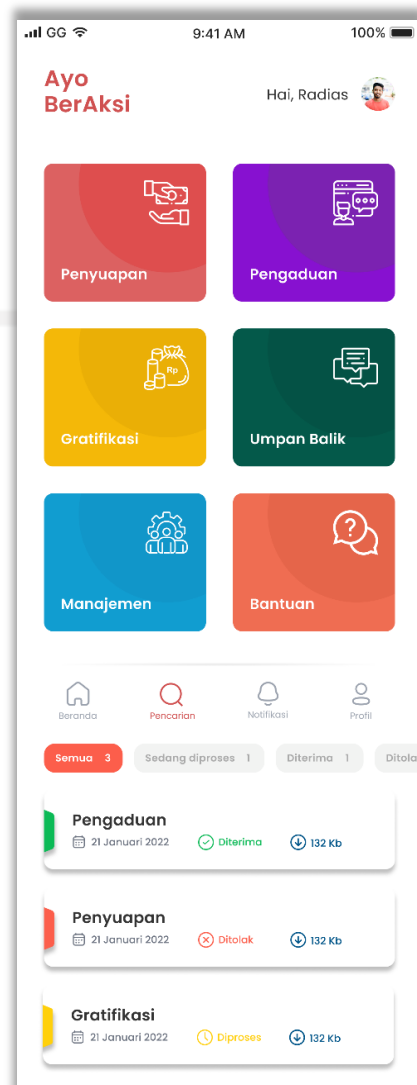 GG 9:41 AM 100%
Ayo
BerAksi
Hai, Radias
Penyuapan Pengaduan
Rp
Gratifikasi Umpan Balik
?
Manajemen Bantuan
Beranda Pencarian Notifikasi Profil
Semua 3 Sedang diproses 1 Diterima 1 Ditola
Pengaduan
21 Januari 2022 Diterima 132 Kb
Penyuapan
21 Januari 2022 Ditolak 132 Kb
Gratifikasi
21 Januari 2022 Diproses 132 Kb